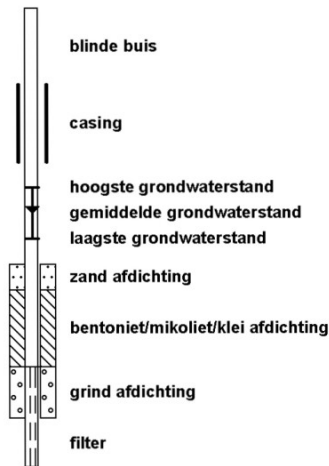 blinde buis
casing
hoogste grondwaterstand
gemiddelde grondwaterstand
laagste grondwaterstand
zand afdichting
bentoniet/mikoliet/klei afdichting
grind afdichting
filter